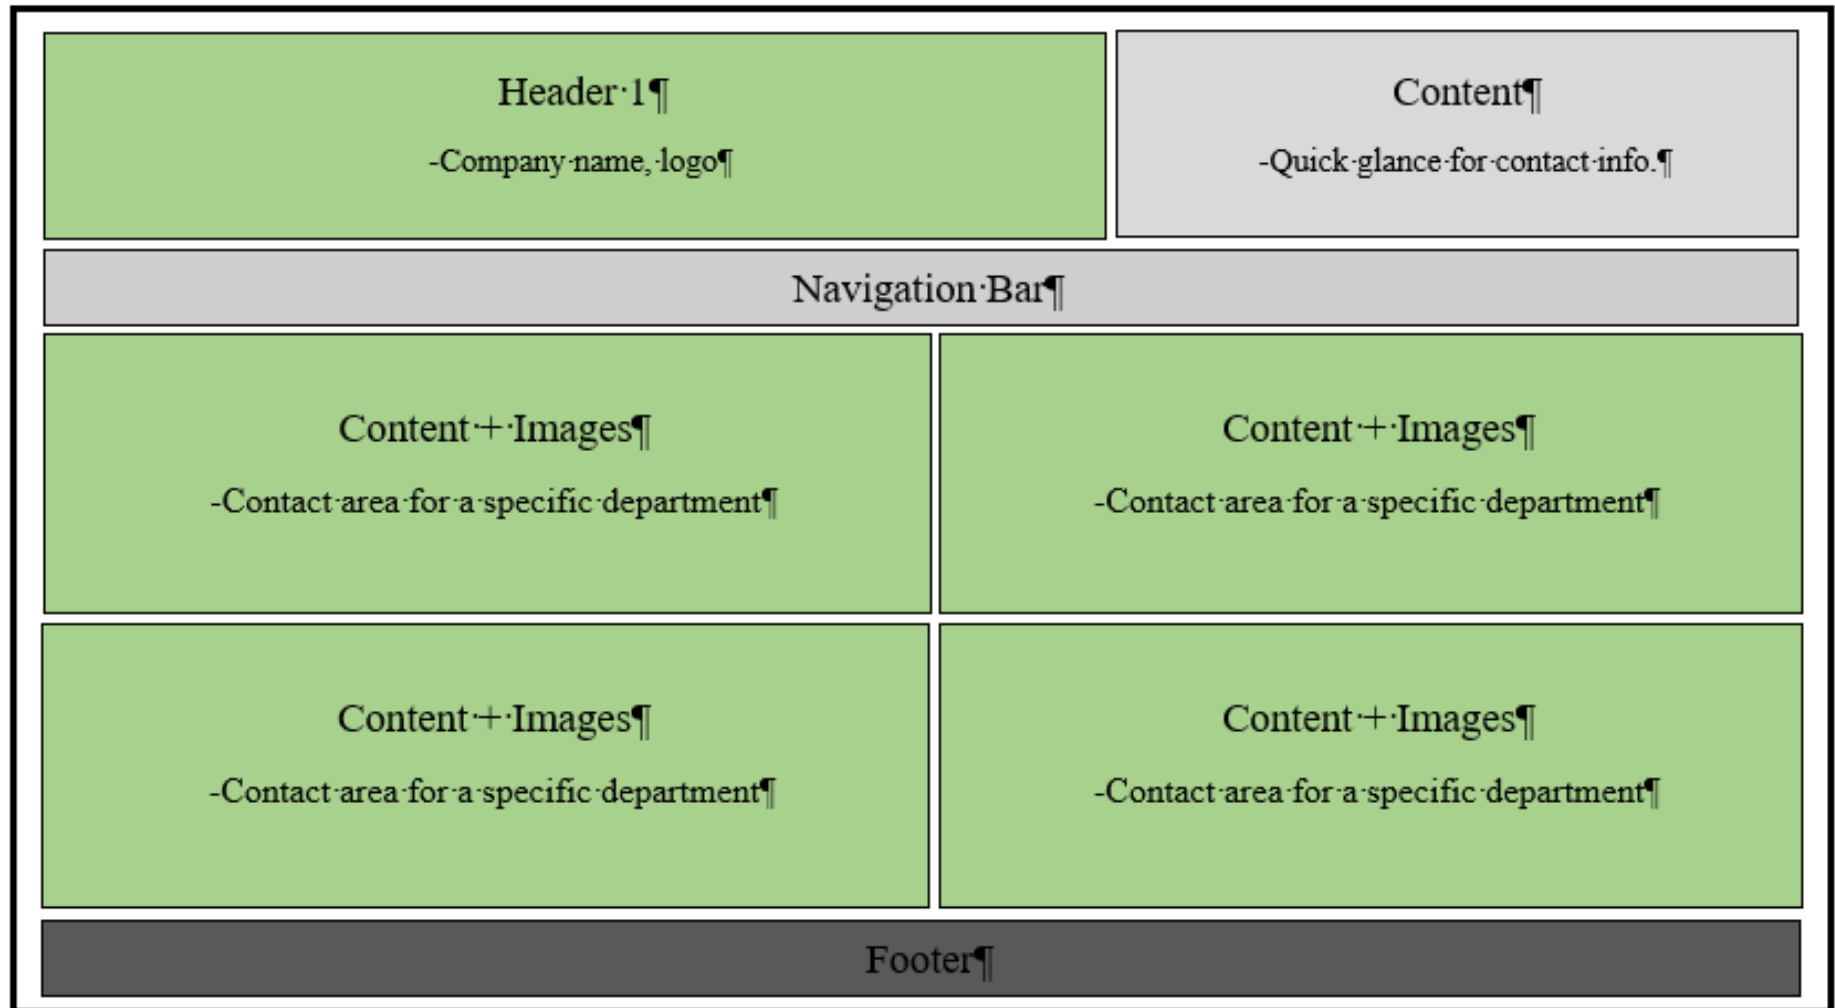 Header·1¶
-Company·name,·logo¶
Content¶
-Quick·glance·for·contact·info.¶
Navigation·Bar¶
Content·+·Images¶
-Contact·area·for·a·specific·department¶
Content·+·Images¶
-Contact·area·for·a·specific·department¶
Content·+·Images¶
-Contact·area·for·a·specific·department¶
Content·+·Images¶
-Contact·area·for·a·specific·department¶
Footer¶